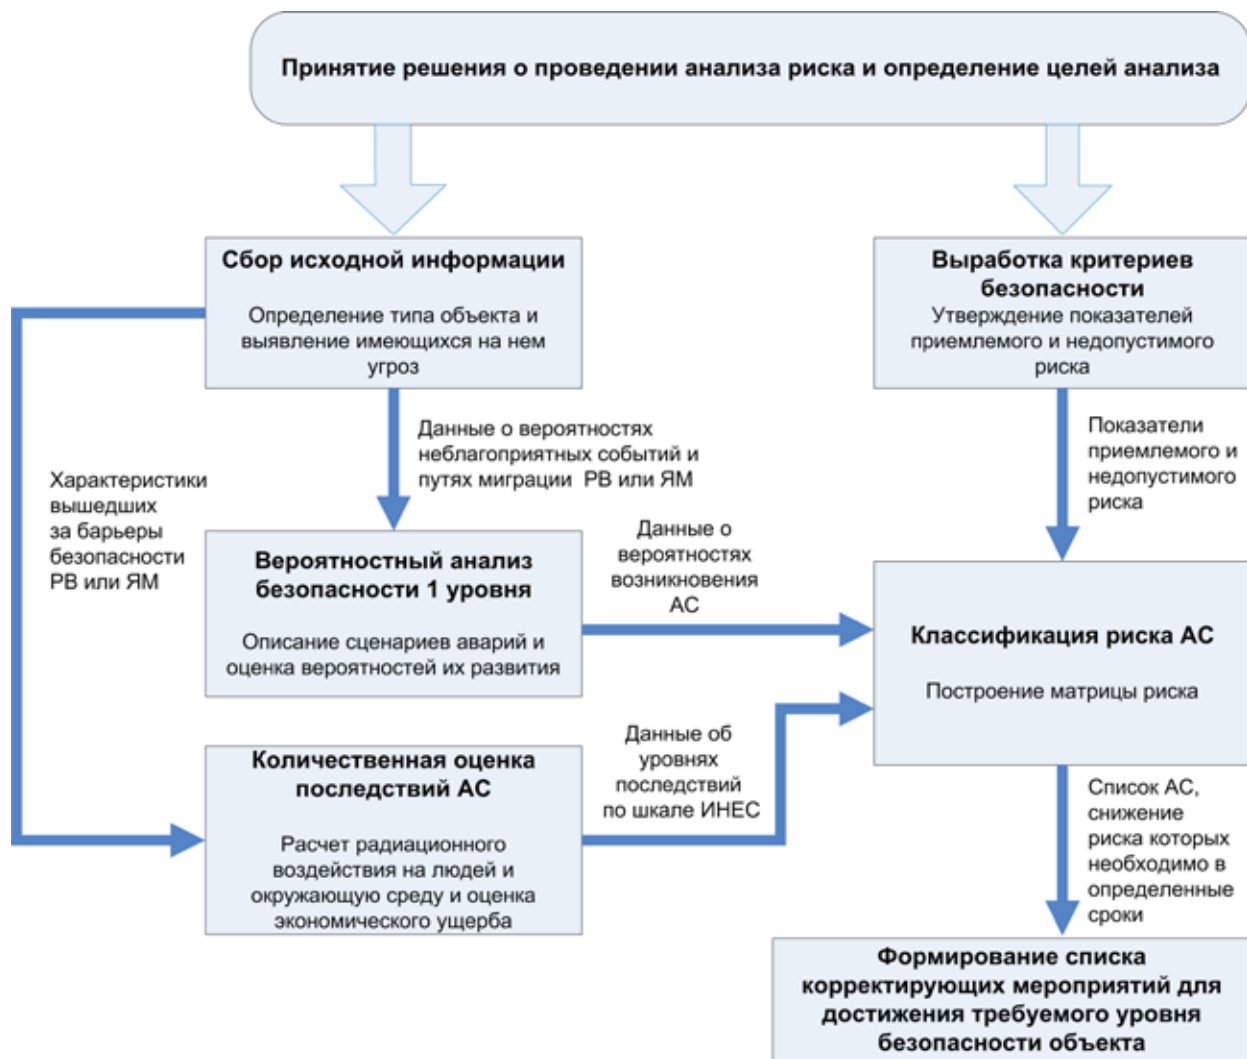 Принятие решения о проведении анализа риска и определение целей анализа
Сбор исходной информации
Определение типа объекта и
выявление имеющихся на нем
угроз
Выработка критериев
безопасности
Утверждение показателей
приемлемого и недопустимого
риска
Данные о вероятностях
неблагоприятных событий и
путях миграции РВ или ЯМ
Показатели
приемлемого и
недопустимого
риска
Характеристики
вышедших
за барьеры
безопасности
РВ или ЯМ
Вероятностный анализ
безопасности 1 уровня
Описание сценариев аварий и
оценка вероятностей их развития
Данные о
вероятностях
возникновения
АС
Классификация риска АС
Построение матрицы риска
Количественная оценка
последствий АС
Расчет радиационного
воздействия на людей и
окружающую среду и оценка
экономического ущерба
Данные об
уровнях
последствий
по шкале ИНЕС
Список АС,
снижение
риска которых
необходимо в
определенные
сроки
Формирование списка
корректирующих мероприятий для
достижения требуемого уровня
безопасности объекта